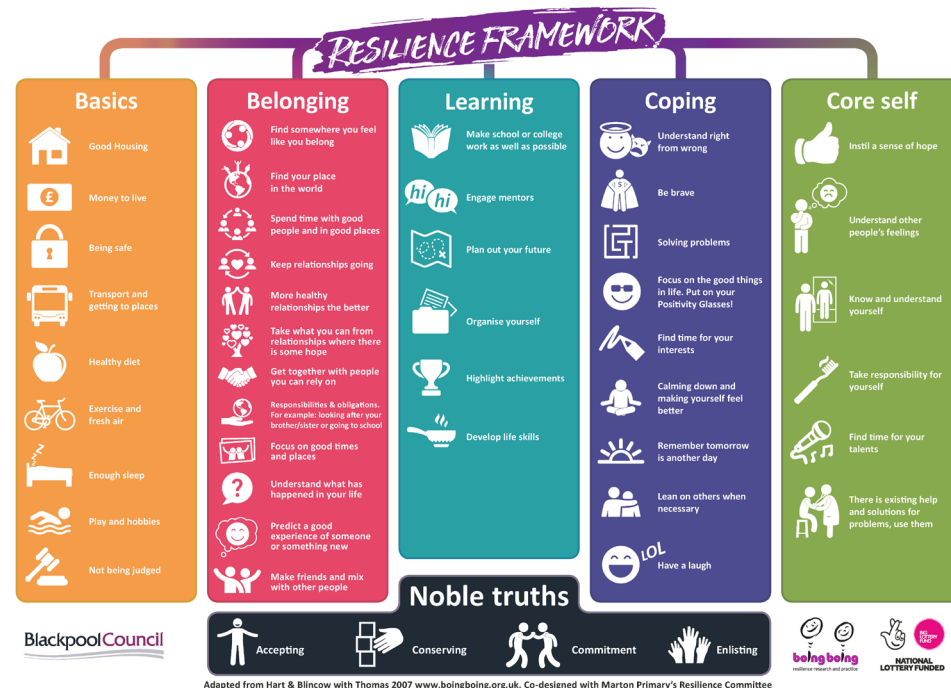 RESILIENCE FRAMEWORK
Basics
Good Housing
£
Money to live
Being safe
Transport and
getting to places
Healthy diet
Exercise and
fresh air
Enough sleep
Play and hobbies
Not being judged
Belonging
Find somewhere you feel
like you belong
Find your place
in the world
Spend time with good
people and in good places
Keep relationships going
More healthy
relationships the better
Take what you can from
relationships where there
is some hope
Get together with people
you can rely on
Responsibilities & obligations.
For example: looking after your
brother/sister or going to school
Focus on good times
and places
?
Understand what has
happened in your life
Predict a good
experience of someone
or something new
Make friends and mix
with other people
Learning
Make school or college
work as well as possible
hi hi
Engage mentors
Plan out your future
Organise yourself
Highlight achievements
Develop life skills
Coping
Understand right
from wrong
S
Be brave
Solving problems
Focus on the good things
in life. Put on your
Positivity Glasses!
Find time for your
interests
Calming down and
making yourself feel
better
Remember tomorrow
is another day
Lean on others when
necessary
LOL
Have a laugh
Core self
Instil a sense of hope
Understand other
people's feelings
Know and understand
yourself
Take responsibility for
yourself
Find time for your
talents
There is existing help
and solutions for
problems, use them
Noble truths
Accepting
Conserving
Commitment
Enlisting
BlackpoolCouncil
boingboing
resilience research and practice
BIG
LOTTERY
FUND
NATIONAL
LOTTERY FUNDED
Adapted from Hart & Blincow with Thomas 2007 www.boingboing.org.uk. Co-designed with Marton Primary's Resilience Committee